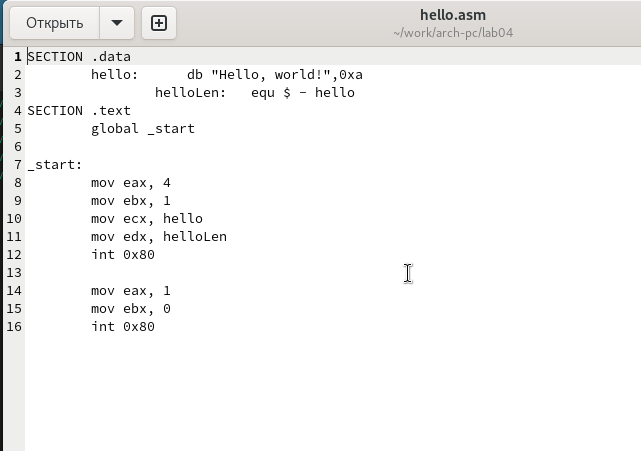 Открыть
hello.asm
~/work/arch-pc/lab04
1 SECTION .data
2 hello: db "Hello, world!",0xa
3 helloLen: equ $ - hello
4 SECTION .text
5 global _start
6
7 _start:
8 mov eax, 4
9 mov ebx, 1
10 mov ecx, hello
11 mov edx, helloLen
12 int 0x80
13
14 mov eax, 1
15 mov ebx, 0
16 int 0x80